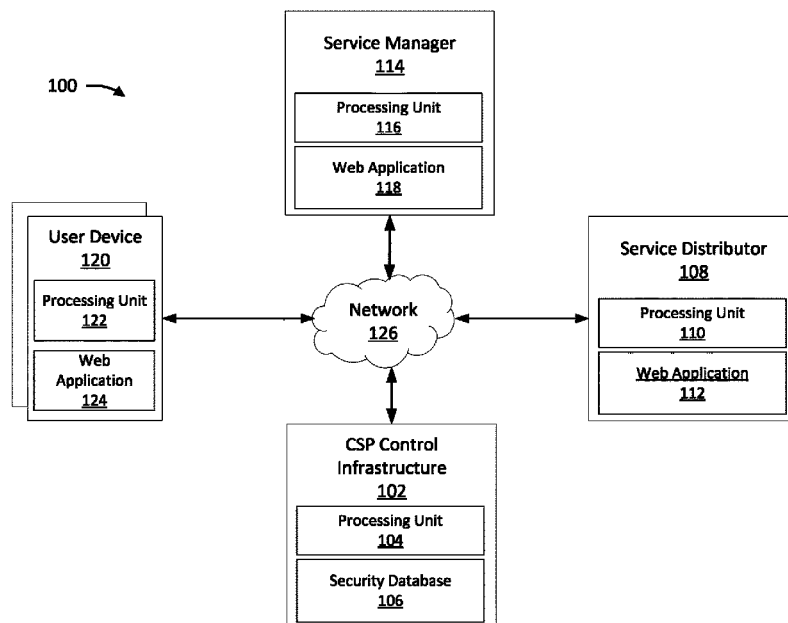 Service Manager
114
Processing Unit
116
Web Application
118
100
User Device
120
Processing Unit
122
Web
Application
124
Network
126
Service Distributor
108
Processing Unit
110
Web Application
112
CSP Control
Infrastructure
102
Processing Unit
104
Security Database
106